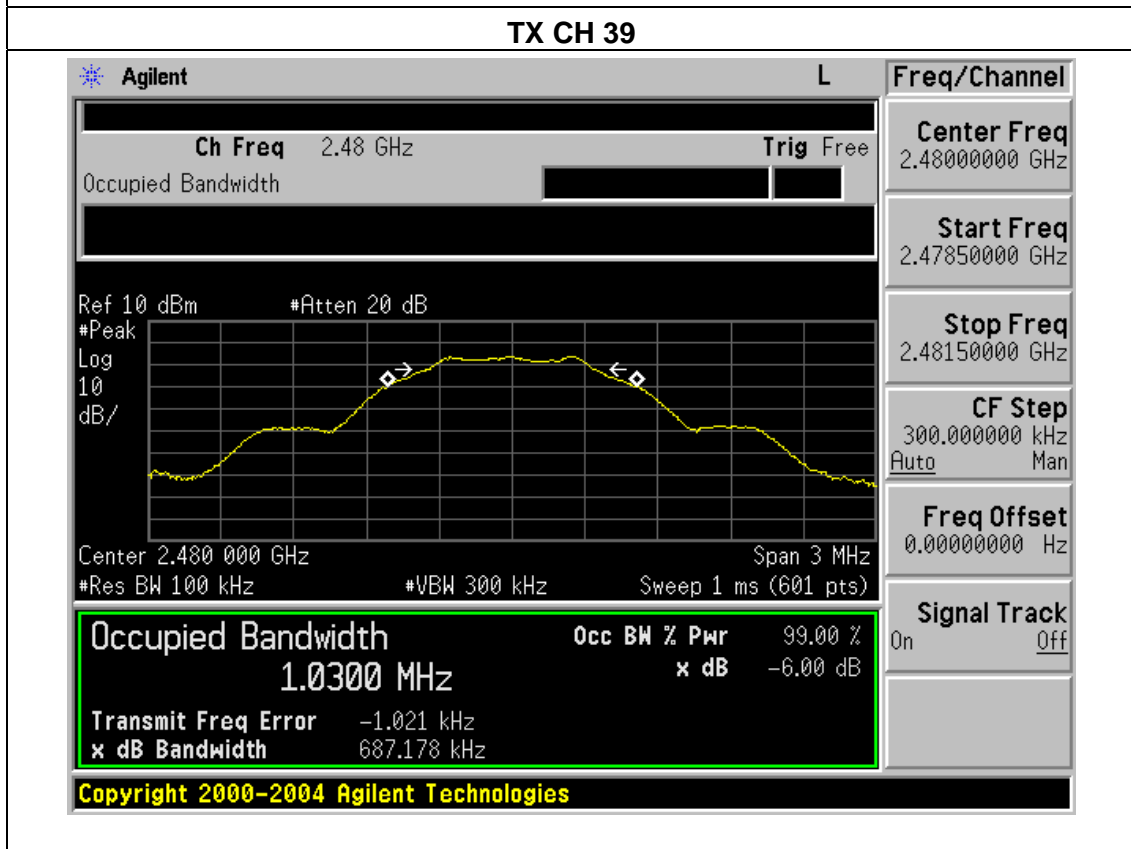 TX CH 39
Agilent L Freq/Channel
Ch Freq 2.48 GHz Trig Free
Occupied Bandwidth
Center Freq
2.48000000 GHz
Start Freq
2.47850000 GHz
Stop Freq
2.48150000 GHz
CF Step
300.000000 kHz
Auto Man
Freq Offset
0.00000000 Hz
Signal Track
On Off
Ref 10 dBm #Atten 20 dB
#Peak
Log
10
dB/
Center 2.480 000 GHz Span 3 MHz
#Res BW 100 kHz #VBW 300 kHz Sweep 1 ms (601 pts)
Occupied Bandwidth Occ BW % Pwr 99.00 %
1.0300 MHz x dB -6.00 dB
Transmit Freq Error -1.021 kHz
x dB Bandwidth 687.178 kHz
Copyright 2000-2004 Agilent Technologies